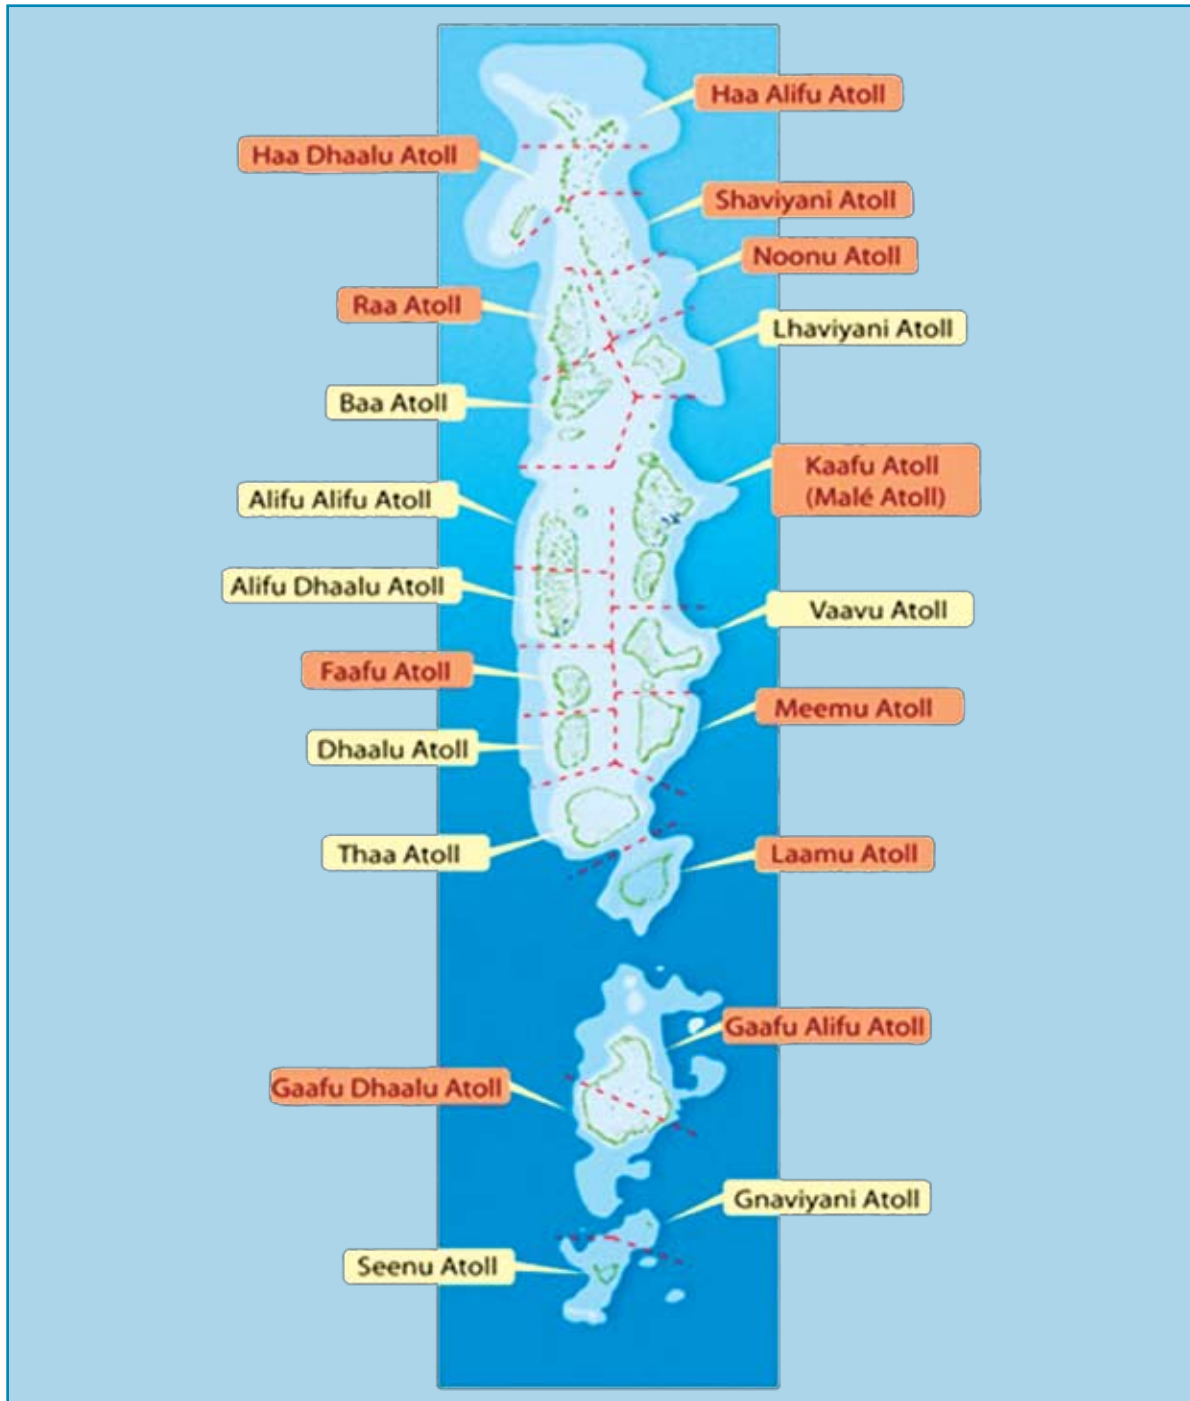 Haa Alifu Atoll
Haa Dhaalu Atoll
Shaviyani Atoll
Noonu Atoll
Raa Atoll
Lhaviyani Atoll
Baa Atoll
Kaafu Atoll
(Malé Atoll)
Alifu Alifu Atoll
Alifu Dhaalu Atoll
Vaavu Atoll
Faafu Atoll
Meemu Atoll
Dhaalu Atoll
Thaa Atoll
Laamu Atoll
Gaafu Alifu Atoll
Gaafu Dhaalu Atoll
Gnaviyani Atoll
Seenu Atoll